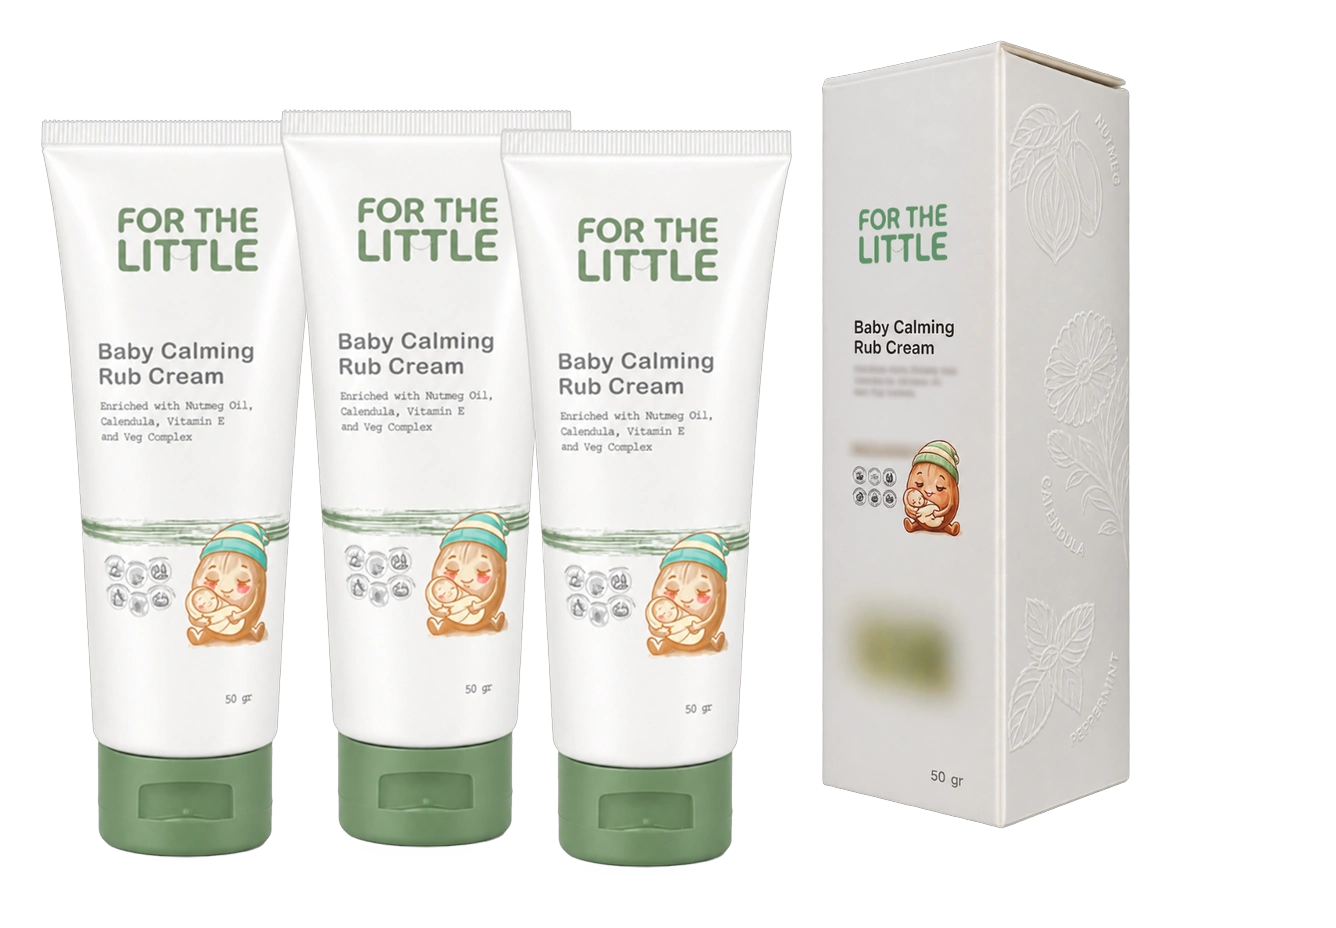 FOR THE
LITTLE
Baby Calming
Rub Cream
Enriched with Nutmeg Oil,
Calendula, Vitamin E
and Veg Complex
50 gr
FOR THE
LITTLE
Baby Calming
Rub Cream
Enriched with Nutmeg Oil,
Calendula, Vitamin E
and Veg Complex
50 gr
FOR THE
LITTLE
Baby Calming
Rub Cream
Enriched with Nutmeg Oil,
Calendula, Vitamin E
and Veg Complex
50 gr
FOR THE
LITTLE
Baby Calming
Rub Cream
50 gr
NUTMEG
CALENDULA
PEPPERMINT